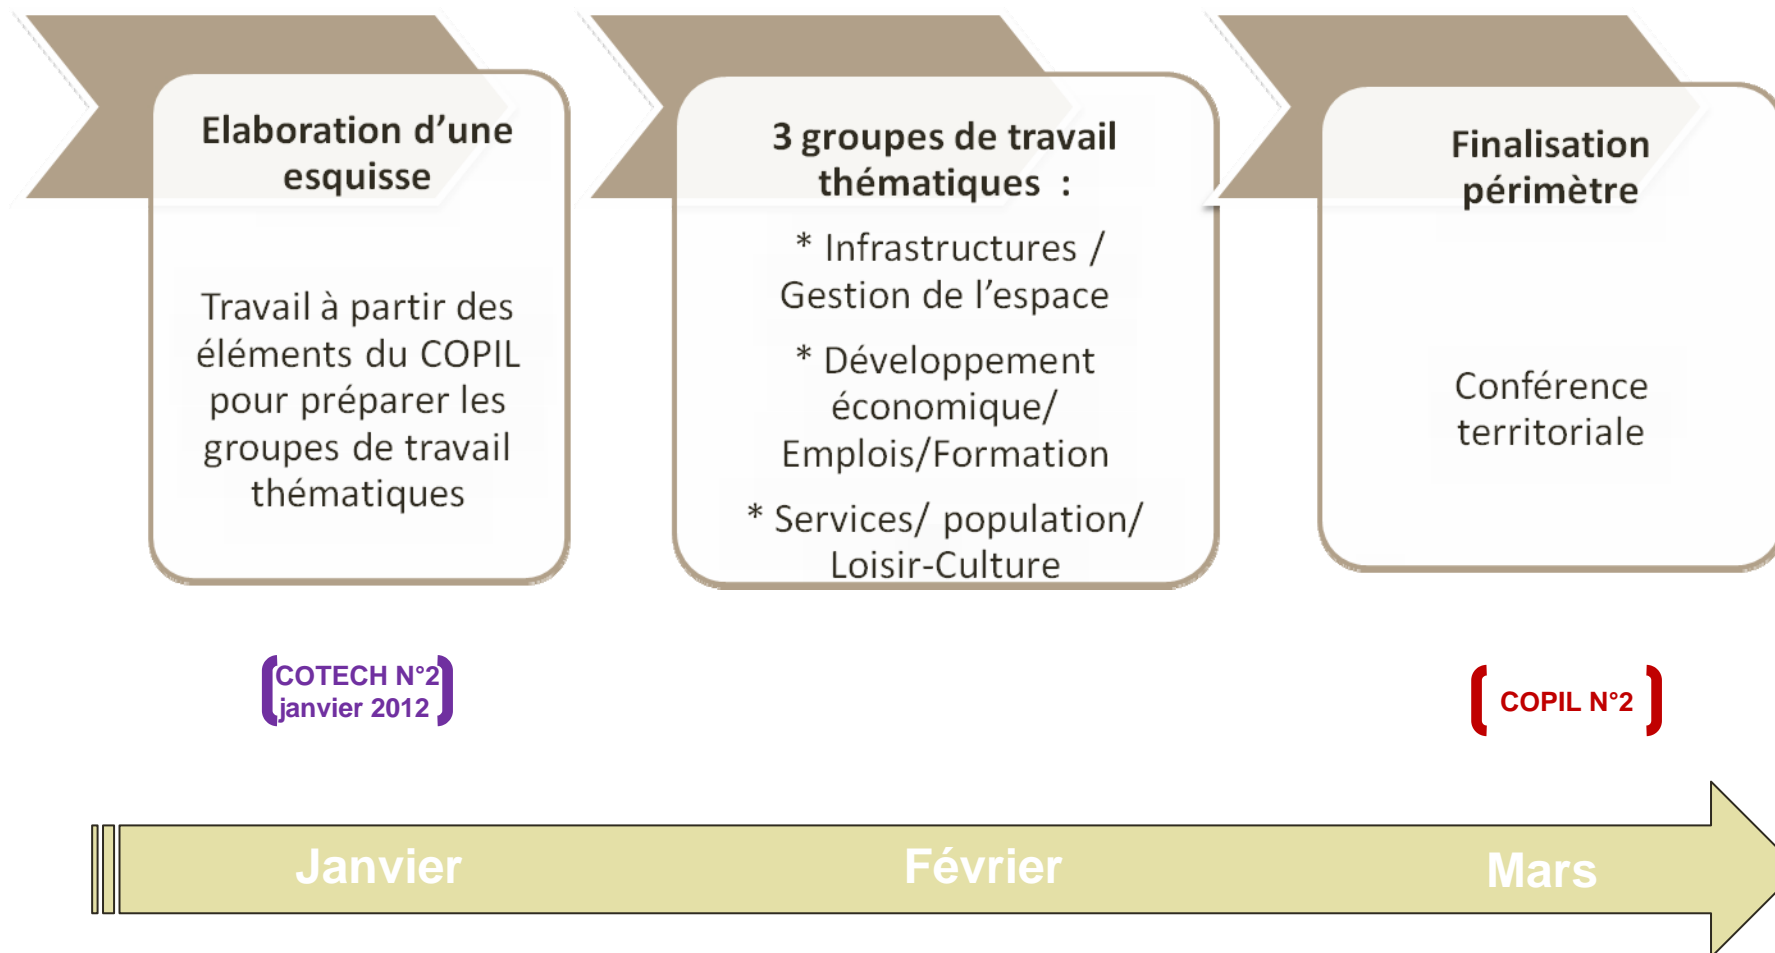 Elaboration d’une
esquisse
Travail à partir des
éléments du COPIL
pour préparer les
groupes de travail
thématiques
3 groupes de travail
thématiques  :
* Infrastructures /
Gestion de l’espace
* Développement
économique/
Emplois/Formation
* Services/ population/
Loisir-Culture
Finalisation
périmètre
Conférence
territoriale
COTECH N°2
janvier 2012
COPIL N°2
Janvier
Février
Mars